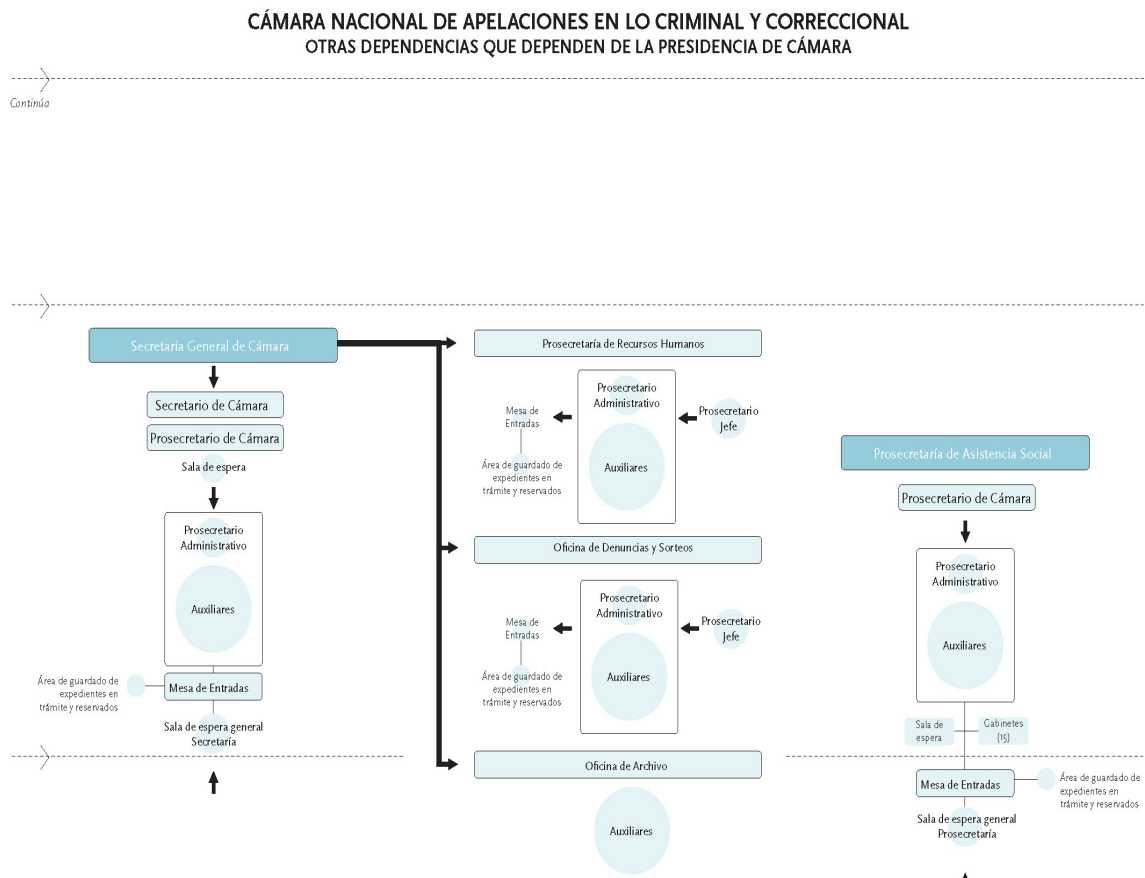 CÁMARA NACIONAL DE APELACIONES EN LO CRIMINAL Y CORRECCIONAL
OTRAS DEPENDENCIAS QUE DEPENDEN DE LA PRESIDENCIA DE CÁMARA
Continúa
Secretaría General de Cámara
Secretario de Cámara
Prosecretario de Cámara
Sala de espera
Prosecretario
Administrativo
Auxiliares
Área de guardado de
expedientes en
trámite y reservados
Mesa de Entradas
Sala de espera general
Secretaría
Prosecretaría de Recursos Humanos
Prosecretario
Administrativo
Mesa de
Entradas
Prosecretario
Jefe
Área de guardado de
expedientes en
trámite y reservados
Auxiliares
Oficina de Denuncias y Sorteos
Prosecretario
Administrativo
Mesa de
Entradas
Prosecretario
Jefe
Área de guardado de
expedientes en
trámite y reservados
Auxiliares
Oficina de Archivo
Auxiliares
Prosecretaría de Asistencia Social
Prosecretario de Cámara
Prosecretario
Administrativo
Auxiliares
Sala de
espera
Gabinetes
(15)
Mesa de Entradas
Área de guardado de
expedientes en
trámite y reservados
Sala de espera general
Prosecretaría